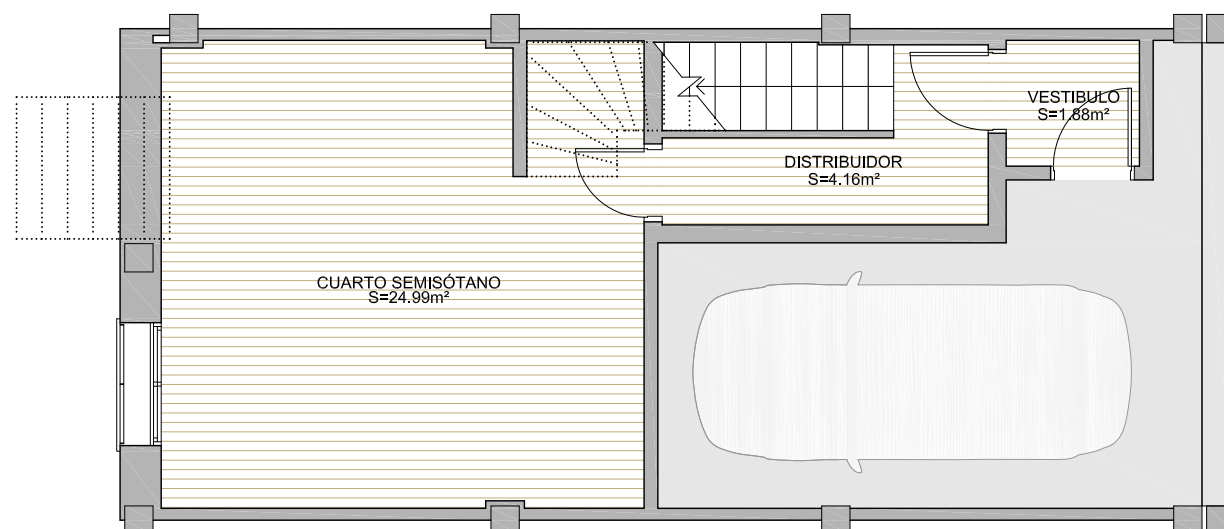 VESTIBULO
S=1.88m²
DISTRIBUIDOR
S=4.16m²
CUARTO SEMISÓTANO
S=24.99m²